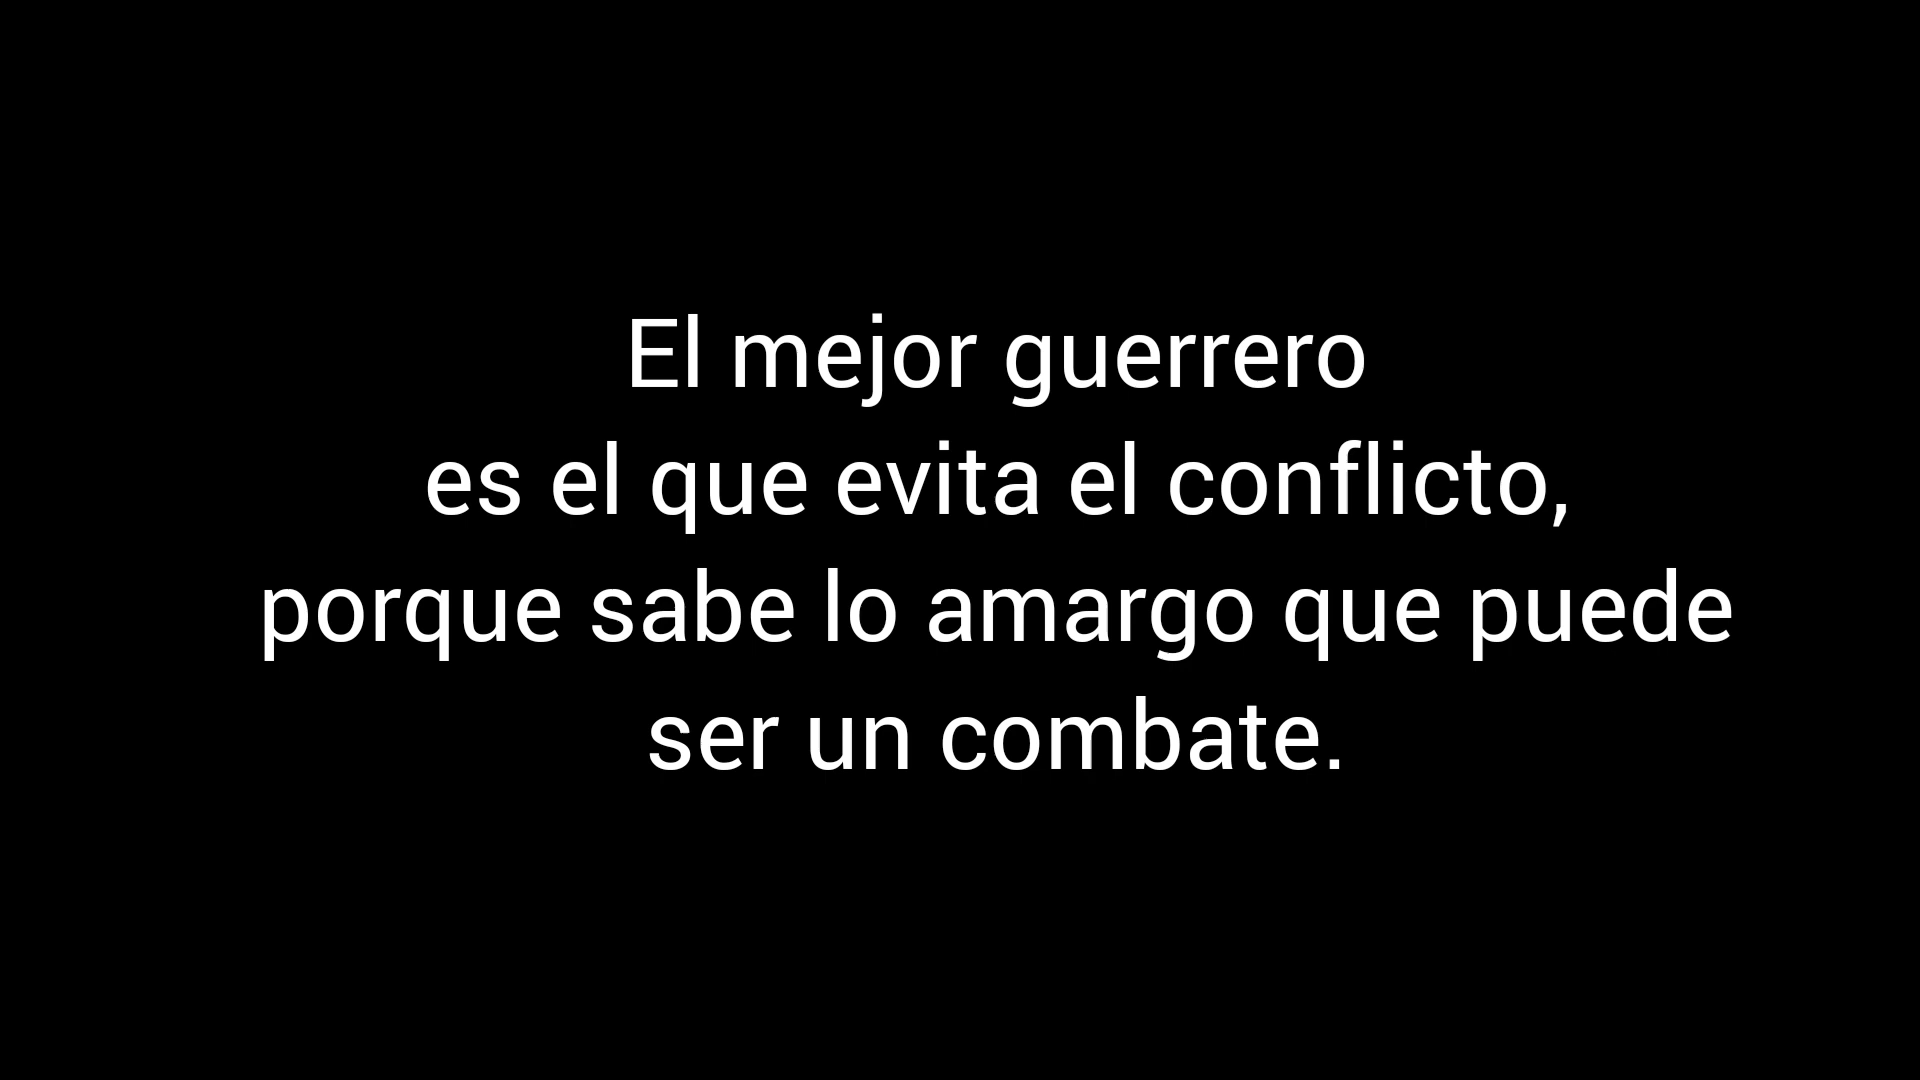 El mejor guerrero
es el que evita el conflicto,
porque sabe lo amargo que puede
ser un combate.